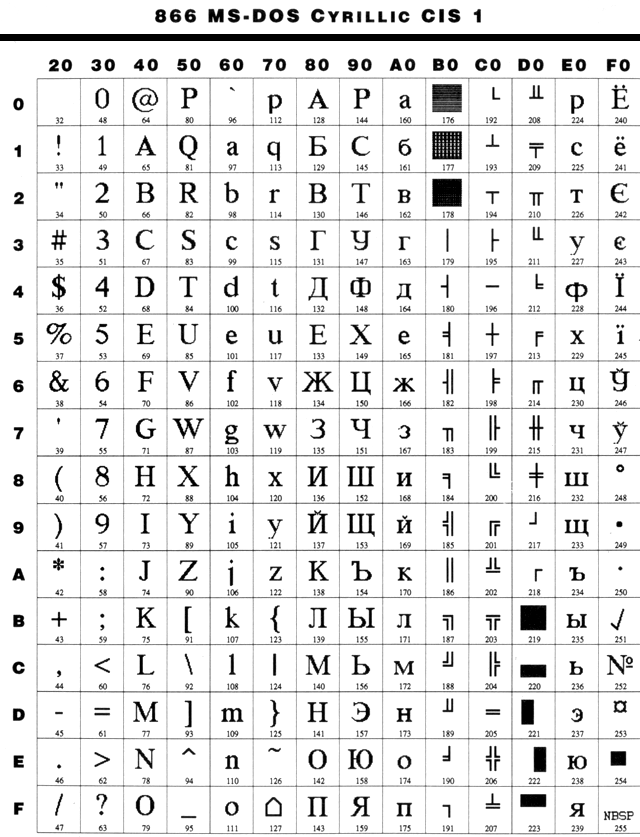 866 MS-DOS CYRILLIC CIS 1
20 30 40 50 60 70 80 90 A0 B0 C0 D0 E0 F0
0 0 @ P ` p А Р а ░ └ ╨ р Ё
32 48 64 80 96 112 128 144 160 176 192 208 224 240
1 ! 1 A Q a q Б С б ▒ ┴ ╤ с ё
33 49 65 81 97 113 129 145 161 177 193 209 225 241
2 " 2 B R b r В Т в ▓ ┬ ╥ т Є
34 50 66 82 98 114 130 146 162 178 194 210 226 242
3 # 3 C S c s Г У г │ ├ ╙ у є
35 51 67 83 99 115 131 147 163 179 195 211 227 243
4 $ 4 D T d t Д Ф д ┤ ─ ╘ ф Ї
36 52 68 84 100 116 132 148 164 180 196 212 228 244
5 % 5 E U e u Е Х е ╡ ┼ ╒ х ї
37 53 69 85 101 117 133 149 165 181 197 213 229 245
6 & 6 F V f v Ж Ц ж ╢ ╞ ╓ ц Ў
38 54 70 86 102 118 134 150 166 182 198 214 230 246
7 ' 7 G W g w З Ч з ╖ ╟ ╫ ч ў
39 55 71 87 103 119 135 151 167 183 199 215 231 247
8 ( 8 H X h x И Ш и ╕ ╚ ╪ ш °
40 56 72 88 104 120 136 152 168 184 200 216 232 248
9 ) 9 I Y i y Й Щ й ╣ ╔ ┘ щ ∙
41 57 73 89 105 121 137 153 169 185 201 217 233 249
A * : J Z j z К Ъ к ║ ╩ ┌ ъ ·
42 58 74 90 106 122 138 154 170 186 202 218 234 250
B + ; K [ k { Л Ы л ╗ ╦ █ ы √
43 59 75 91 107 123 139 155 171 187 203 219 235 251
C , < L \ l | М Ь м ╝ ╠ ▄ ь №
44 60 76 92 108 124 140 156 172 188 204 220 236 252
D - = M ] m } Н Э н ╜ ═ ▌ э ¤
45 61 77 93 109 125 141 157 173 189 205 221 237 253
E . > N ^ n ~ О Ю о ╛ ╬ ▐ ю ■
46 62 78 94 110 126 142 158 174 190 206 222 238 254
F / ? O _ o ⌂ П Я п ┐ ╧ ▀ я NBSP
47 63 79 95 111 127 143 159 175 191 207 223 239 255